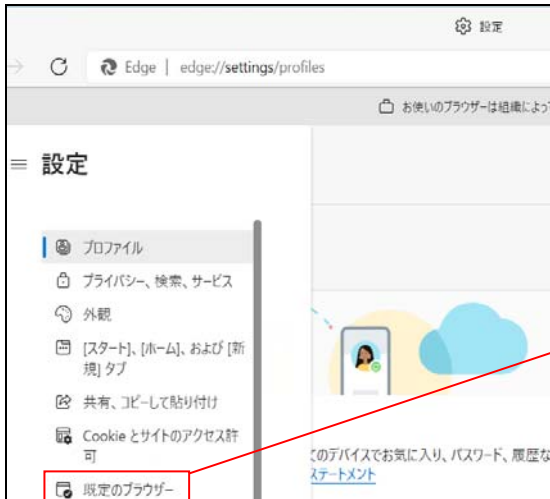 設定
Edge | edge://settings/profiles
お使いのブラウザーは組織によっ
設定
プロファイル
プライバシー、検索、サービス
外観
[スタート]、[ホーム]、および [新
規] タブ
共有、コピーして貼り付け
Cookie とサイトのアクセス許
可
既定のブラウザー
のデバイスでお気に入り、パスワード、履歴な
ステートメント